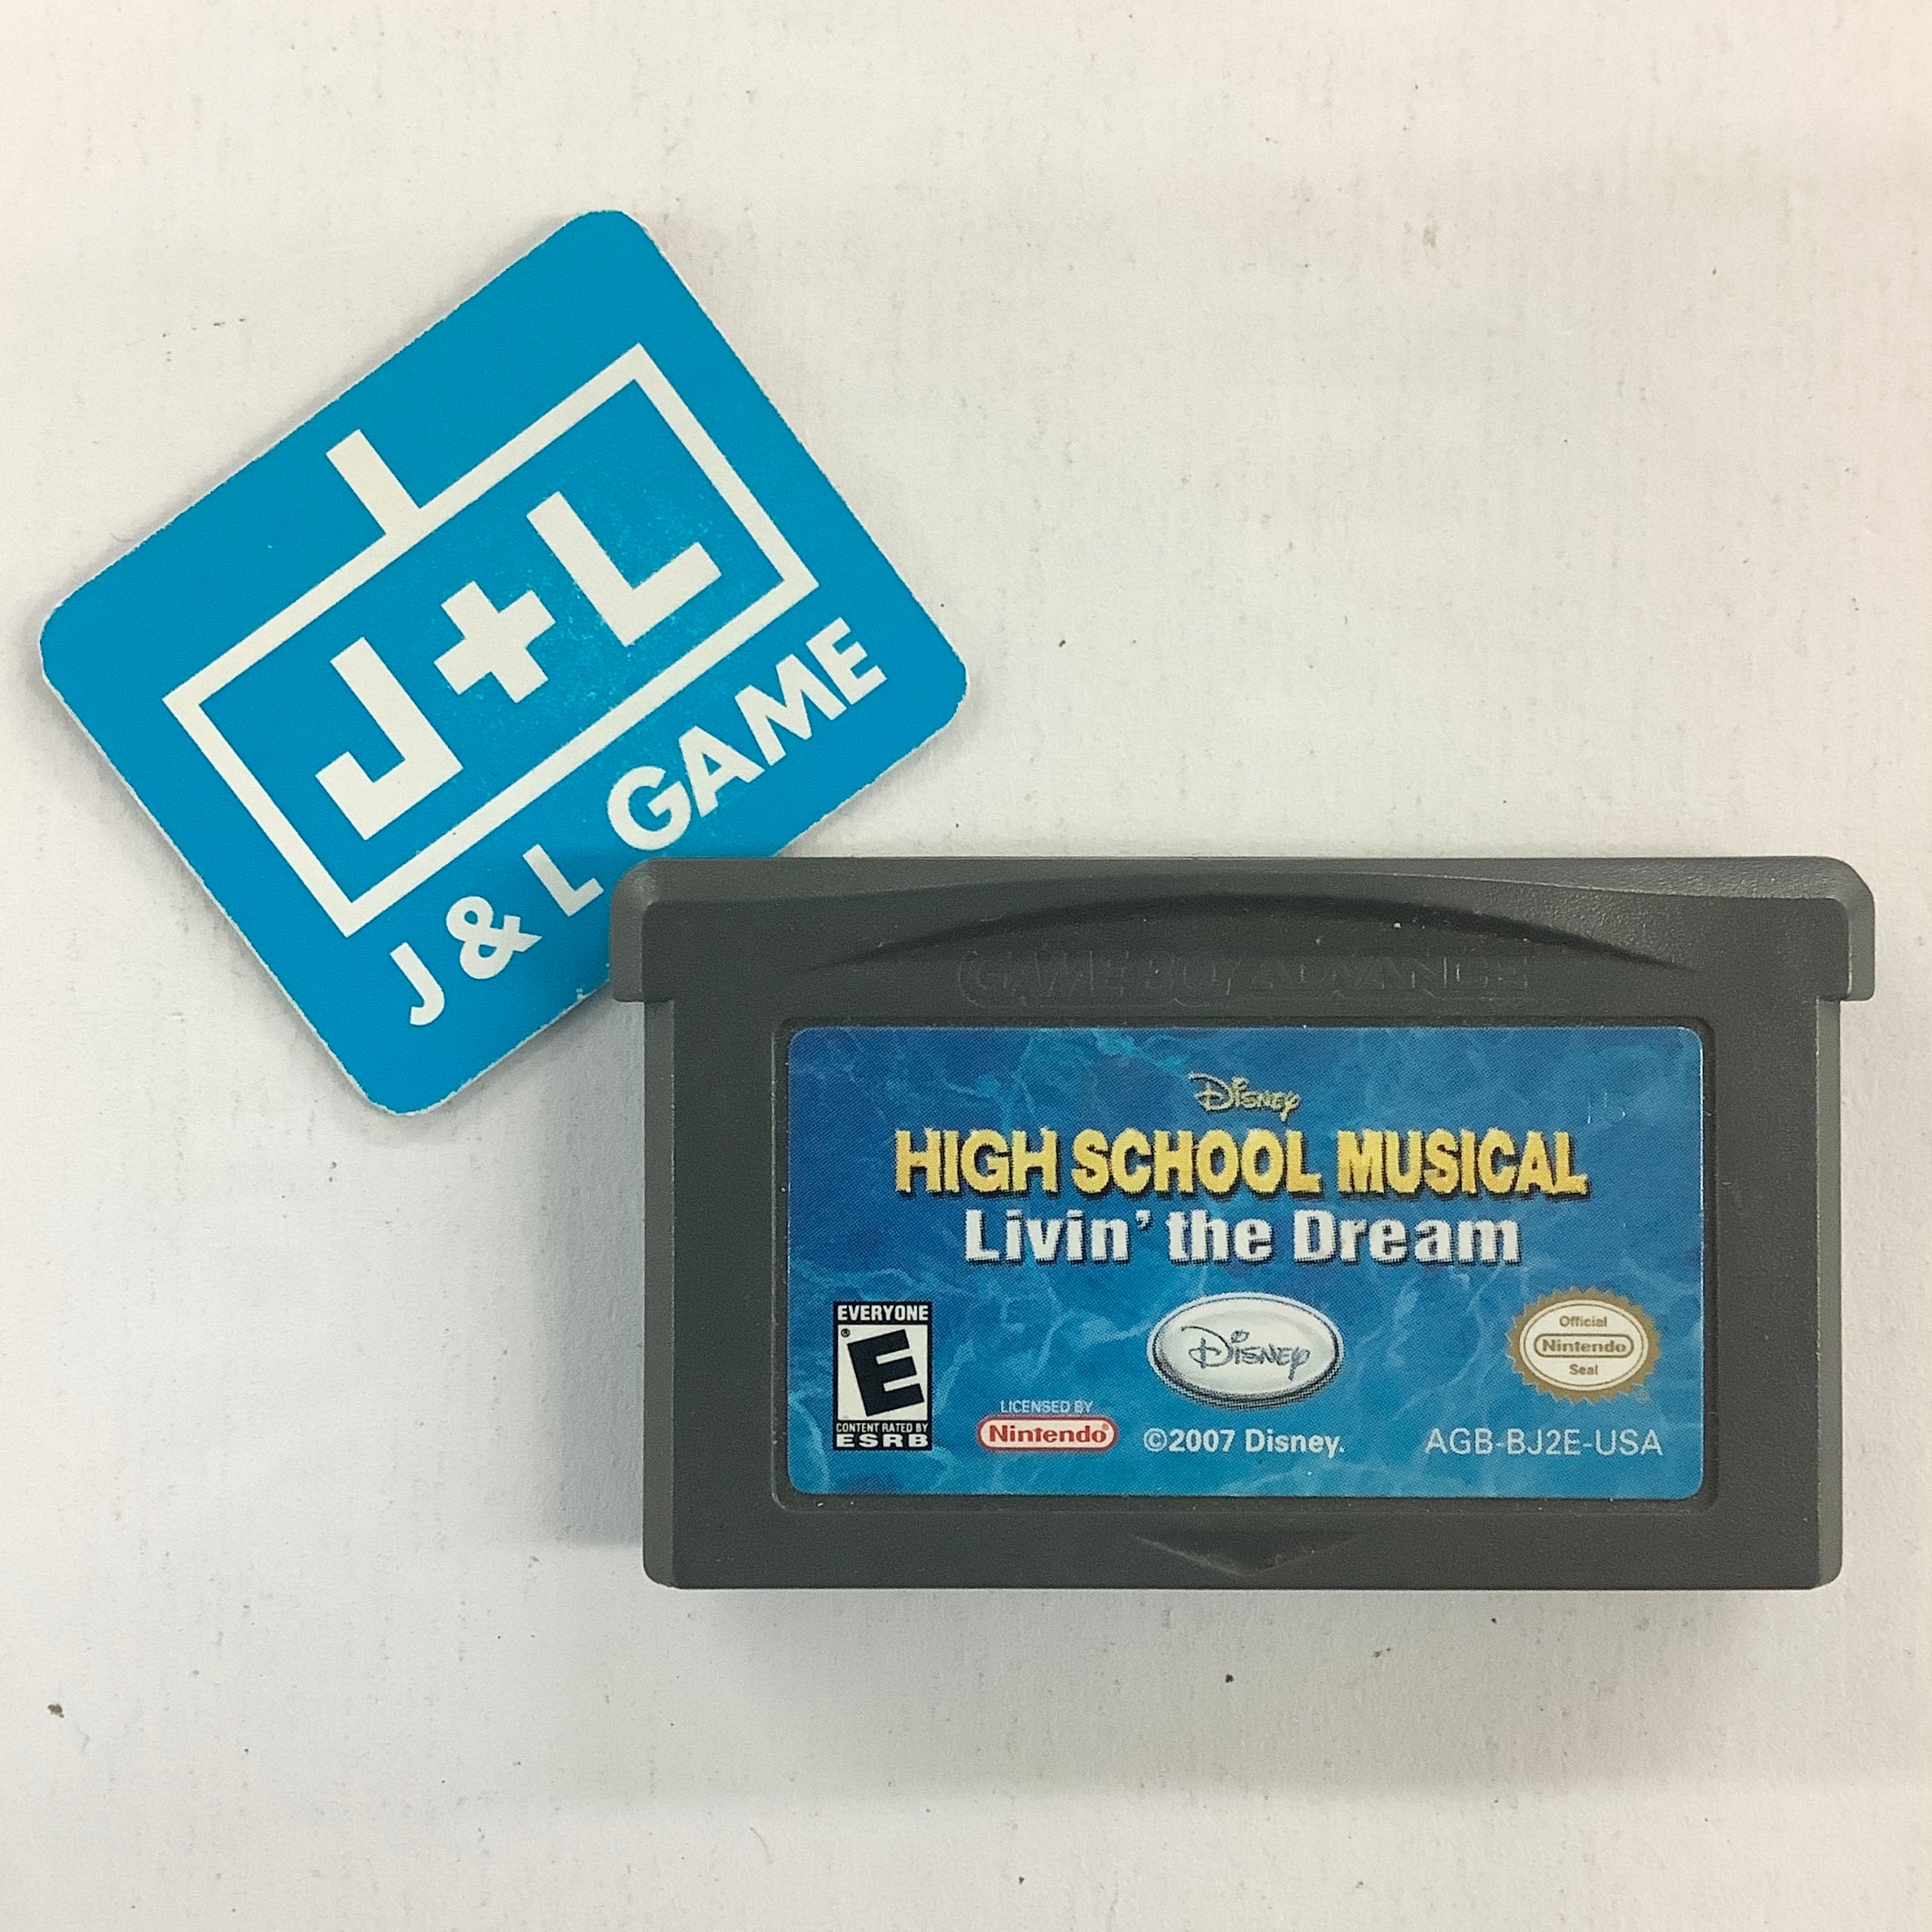 J+L
J & L GAME
GAME BOY ADVANCE
Disney
HIGH SCHOOL MUSICAL
Livin' the Dream
EVERYONE
E
CONTENT RATED BY
ESRB
LICENSED BY
Nintendo®
Disney
©2007 Disney.
Official
Nintendo
Seal
AGB-BJ2E-USA